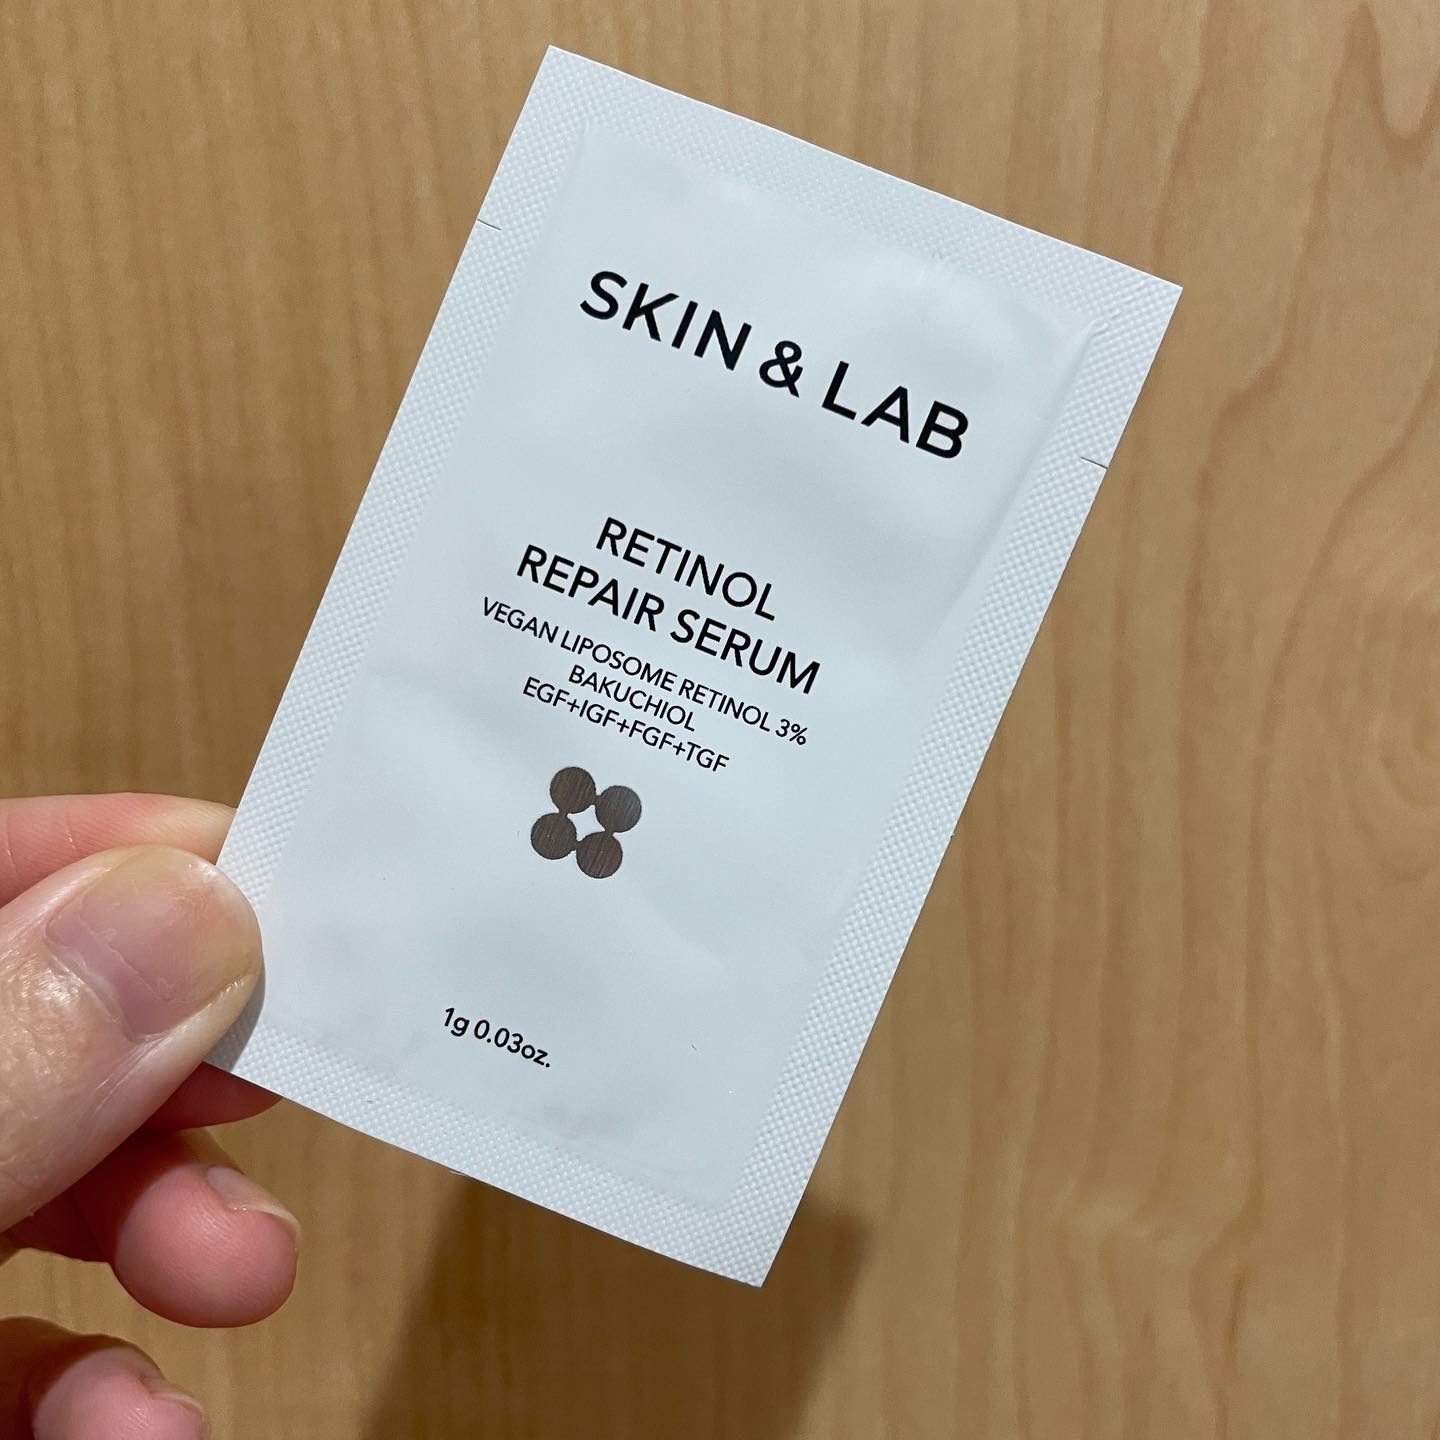 SKIN & LAB
RETINOL
REPAIR SERUM
VEGAN LIPOSOME RETINOL 3%
BAKUCHIOL
EGF+IGF+FGF+TGF
1g 0.03oz.